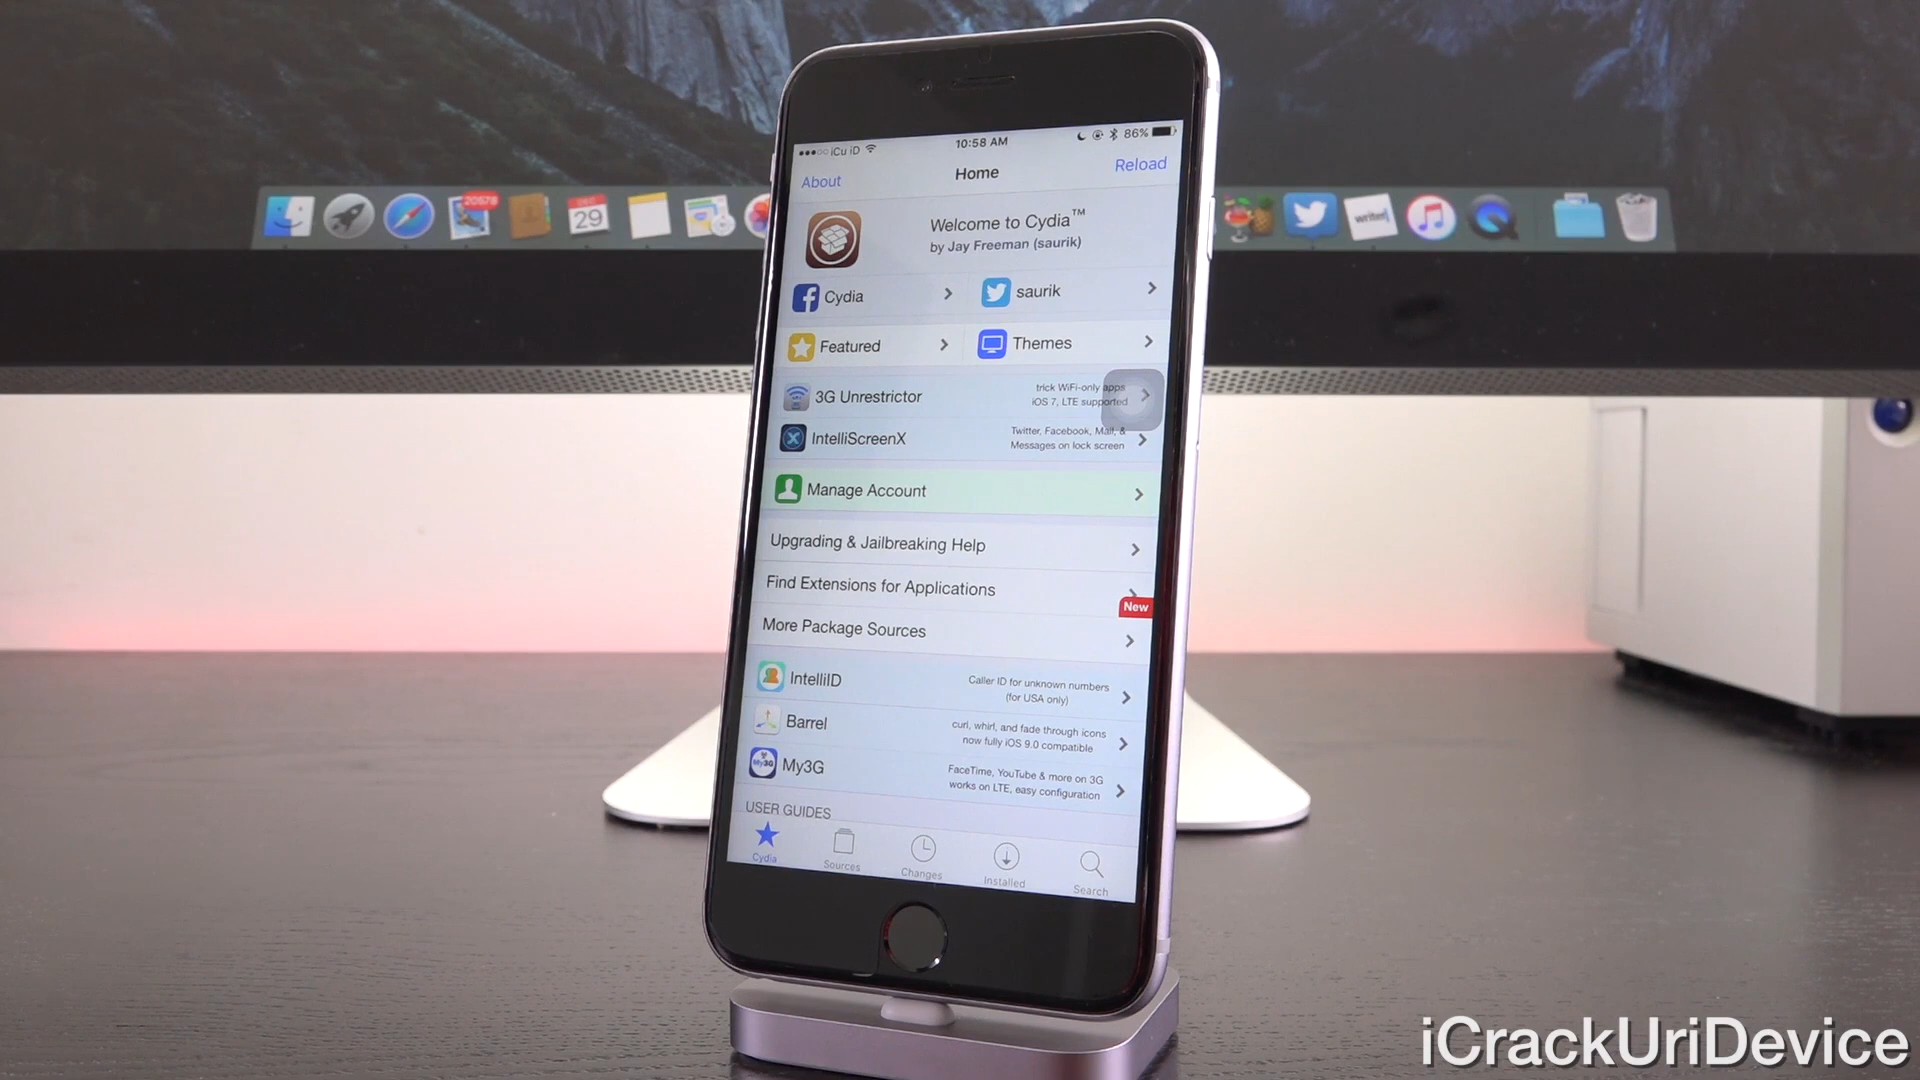 20578
DEC
29
writer
iCu iD
10:58 AM
86%
About
Home
Reload
Welcome to Cydia™
by Jay Freeman (saurik)
Cydia
saurik
Featured
Themes
3G Unrestrictor
trick WiFi-only apps
iOS 7, LTE supported
IntelliScreenX
Twitter, Facebook, Mail, &
Messages on lock screen
Manage Account
Upgrading & Jailbreaking Help
Find Extensions for Applications
New
More Package Sources
IntelliID
Caller ID for unknown numbers
(for USA only)
Barrel
curl, whirl, and fade through icons
now fully iOS 9.0 compatible
My3G
My3G
FaceTime, YouTube & more on 3G
works on LTE, easy configuration
USER GUIDES
Cydia
Sources
Changes
Installed
Search
iCrackUriDevice